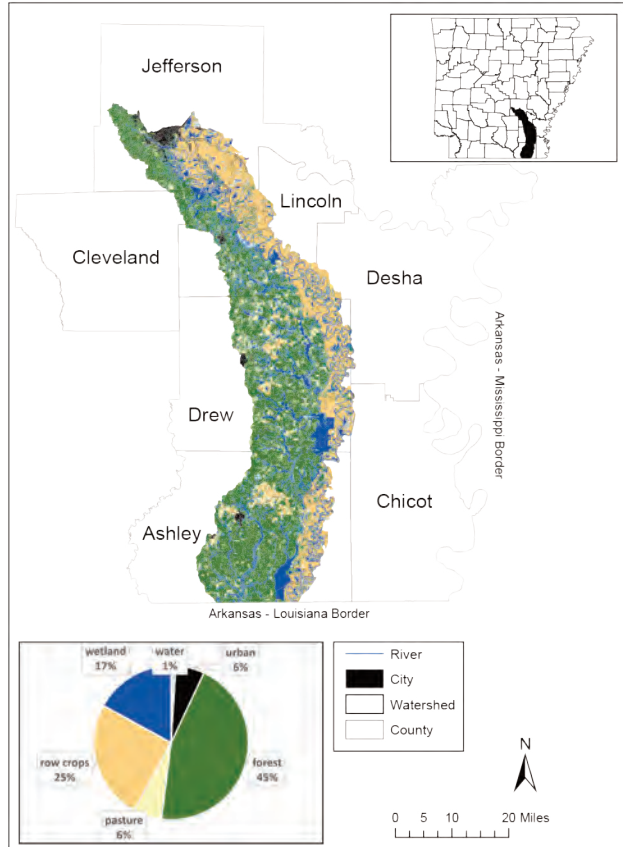 Jefferson
Lincoln
Cleveland
Desha
Arkansas - Mississippi Border
Drew
Chicot
Ashley
Arkansas - Louisiana Border
wetland
17%
water
1%
urban
6%
row crops
25%
forest
45%
pasture
6%
River
City
Watershed
County
N
0 5 10 20 Miles